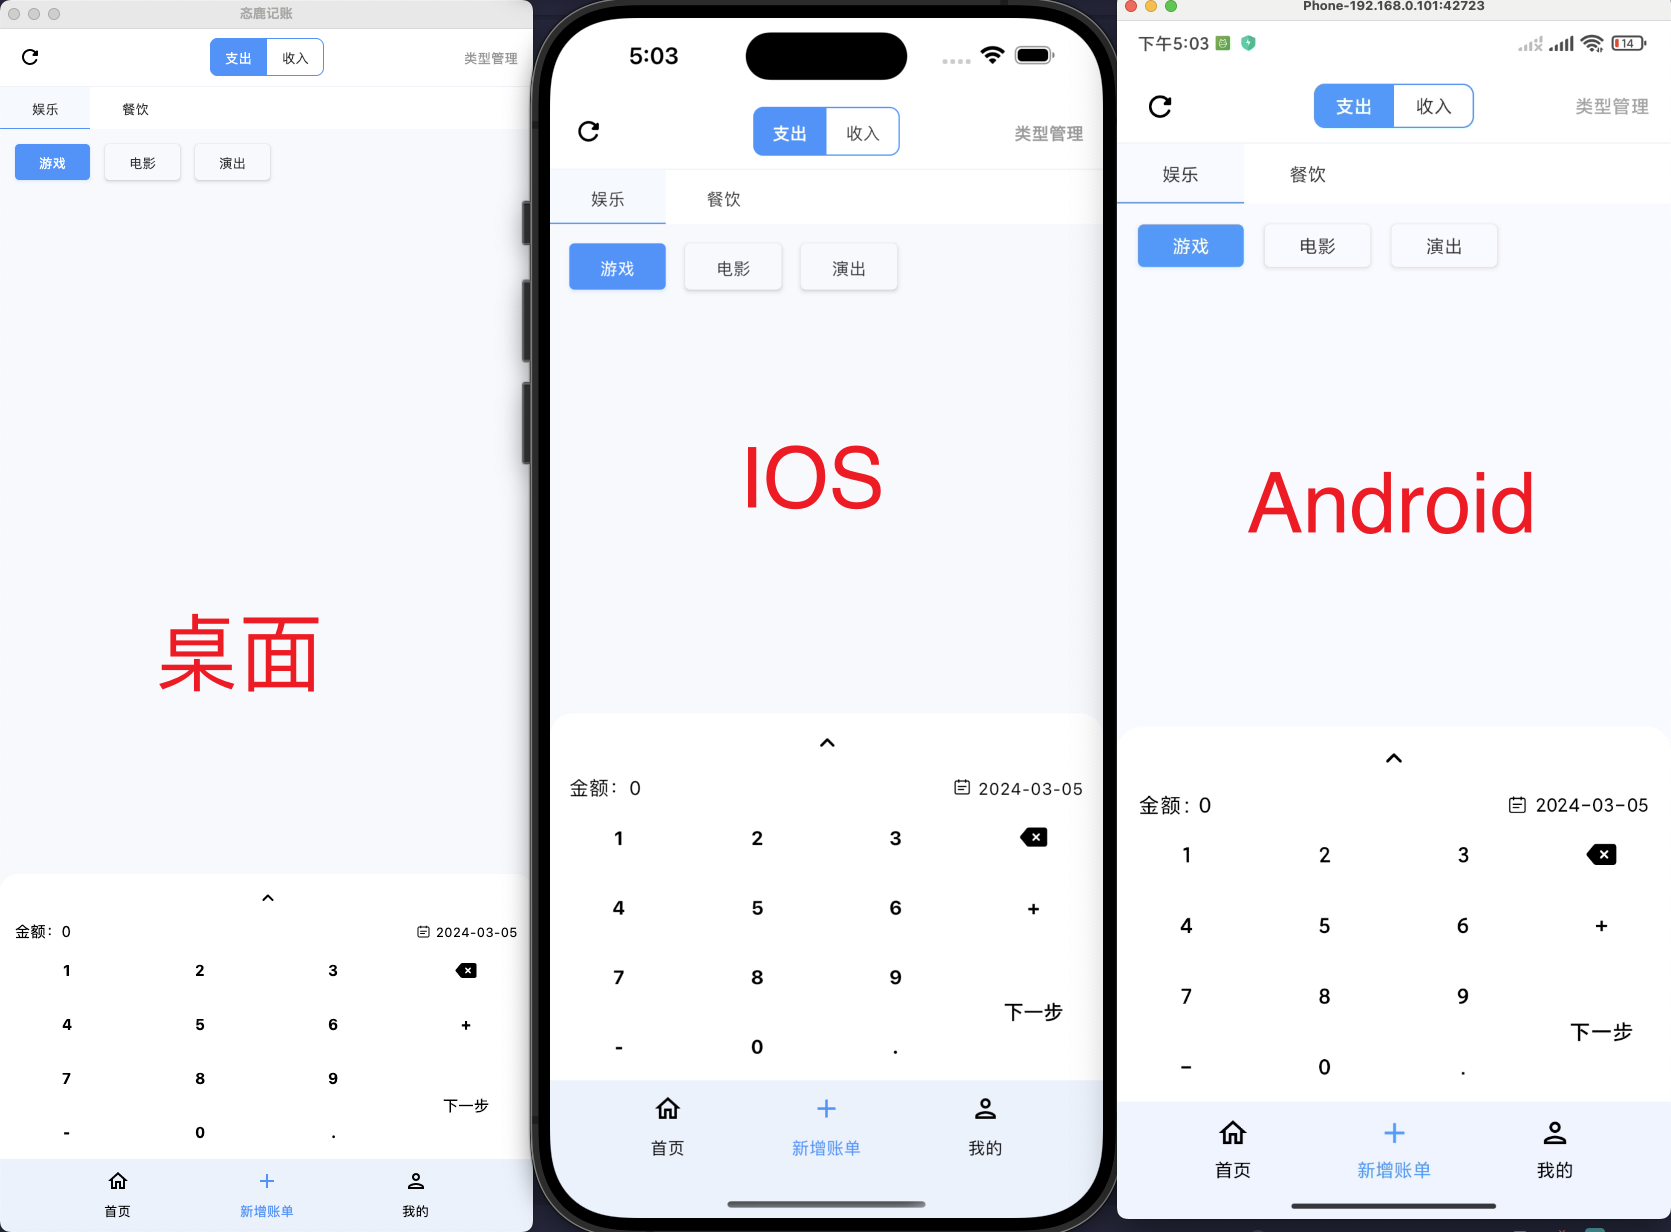 忞鹿记账
支出 收入 类型管理
娱乐 餐饮
游戏 电影 演出
桌面
金额：0 2024-03-05
1 2 3
4 5 6 +
7 8 9
下一步
- 0 .
首页 新增账单 我的
5:03
支出 收入 类型管理
娱乐 餐饮
游戏 电影 演出
IOS
金额：0 2024-03-05
1 2 3
4 5 6 +
7 8 9
下一步
- 0 .
首页 新增账单 我的
Phone-192.168.0.101:42723
下午5:03 14
支出 收入 类型管理
娱乐 餐饮
游戏 电影 演出
Android
金额：0 2024-03-05
1 2 3
4 5 6 +
7 8 9
下一步
- 0 .
首页 新增账单 我的